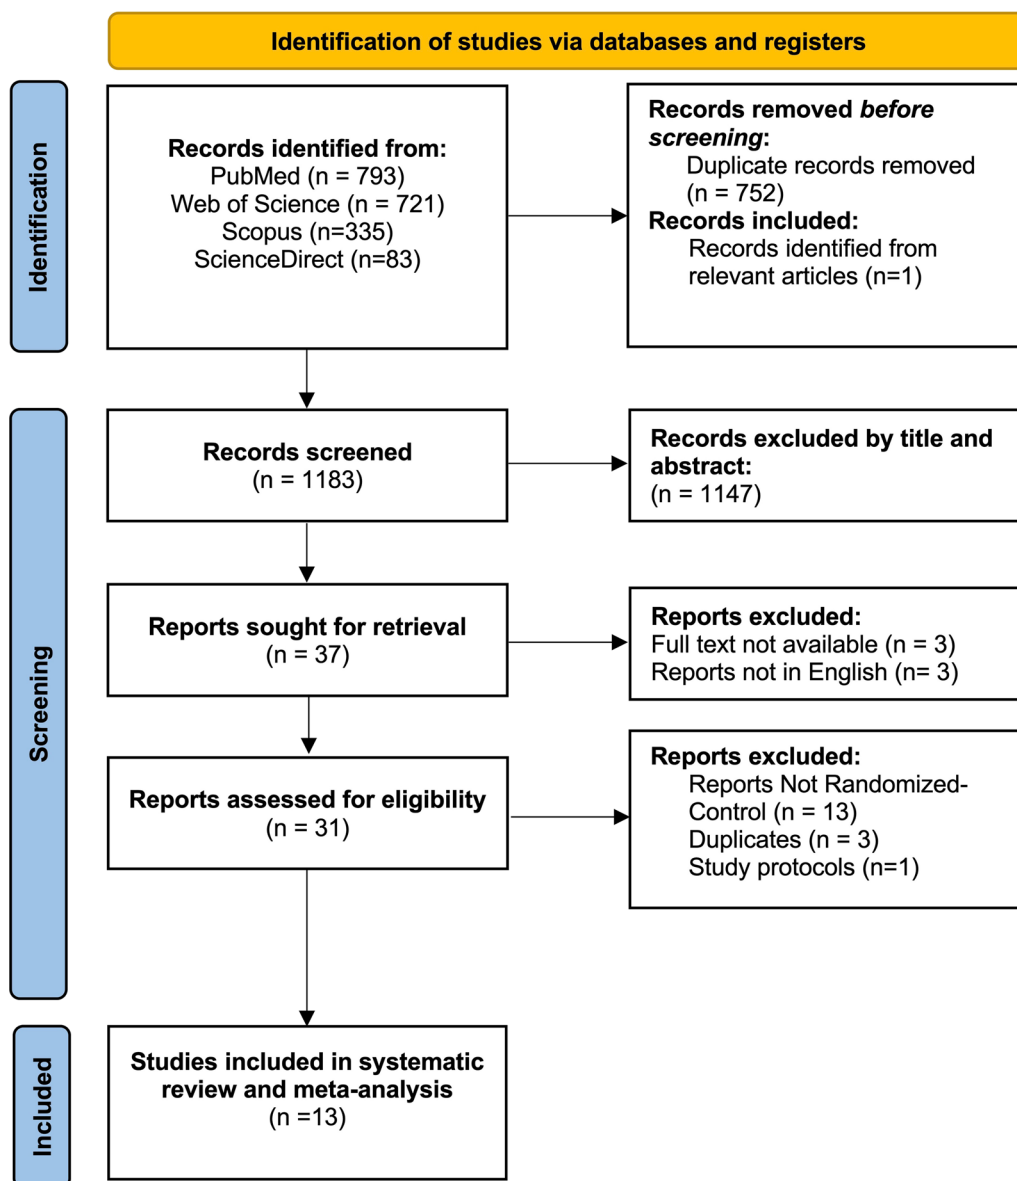 Identification of studies via databases and registers
Identification
Records identified from:
PubMed (n = 793)
Web of Science (n = 721)
Scopus (n=335)
ScienceDirect (n=83)
Records removed before
screening:
Duplicate records removed
(n = 752)
Records included:
Records identified from
relevant articles (n=1)
Screening
Records screened
(n = 1183)
Records excluded by title and
abstract:
(n = 1147)
Reports sought for retrieval
(n = 37)
Reports excluded:
Full text not available (n = 3)
Reports not in English (n= 3)
Reports assessed for eligibility
(n = 31)
Reports excluded:
Reports Not Randomized-
Control (n = 13)
Duplicates (n = 3)
Study protocols (n=1)
Included
Studies included in systematic
review and meta-analysis
(n =13)